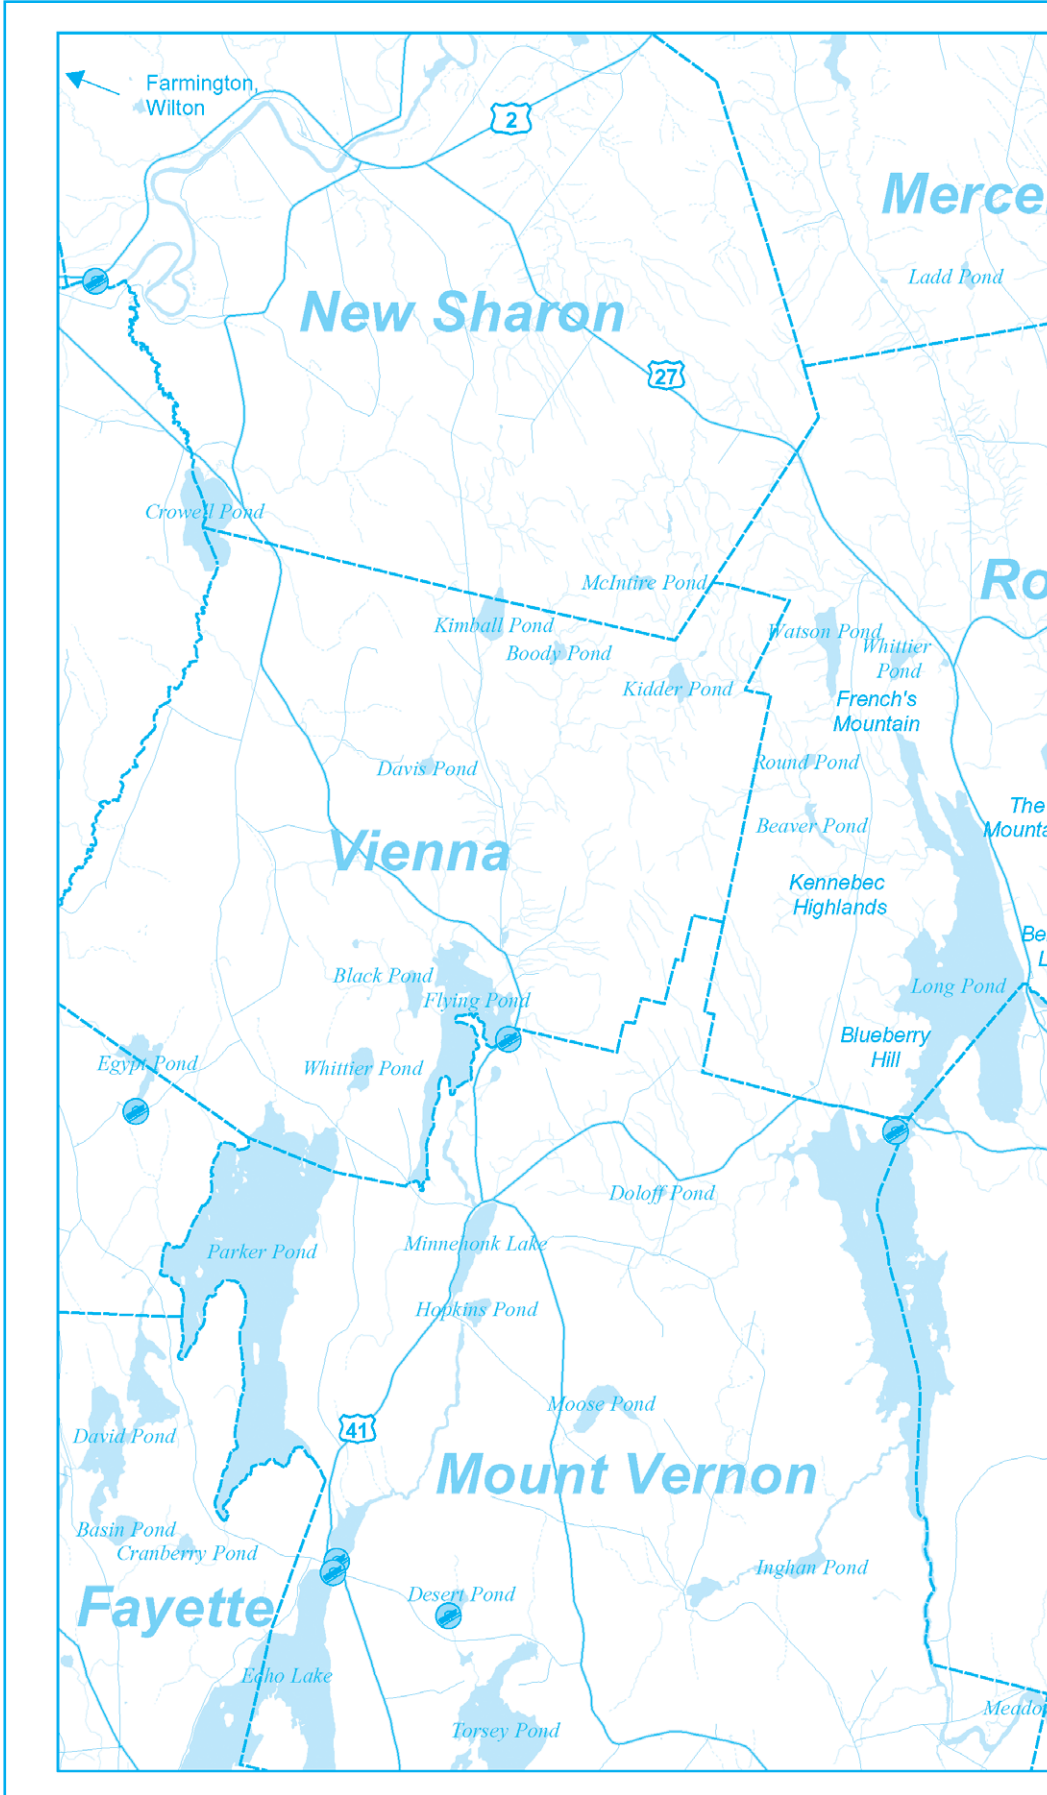 Farmington,
Wilton
2
Merce
Ladd Pond
New Sharon
27
Crowell Pond
McIntire Pond
Ro
Kimball Pond
Watson Pond
Boody Pond
Whittier
Pond
Kidder Pond
French's
Mountain
Davis Pond
Round Pond
The
Mounta
Beaver Pond
Vienna
Kennebec
Highlands
Be
L
Black Pond
Long Pond
Flying Pond
Blueberry
Hill
Egypt Pond
Whittier Pond
Doloff Pond
Parker Pond
Minnehonk Lake
Hopkins Pond
Moose Pond
41
David Pond
Mount Vernon
Basin Pond
Cranberry Pond
Inghan Pond
Desert Pond
Fayette
Echo Lake
Meado
Torsey Pond